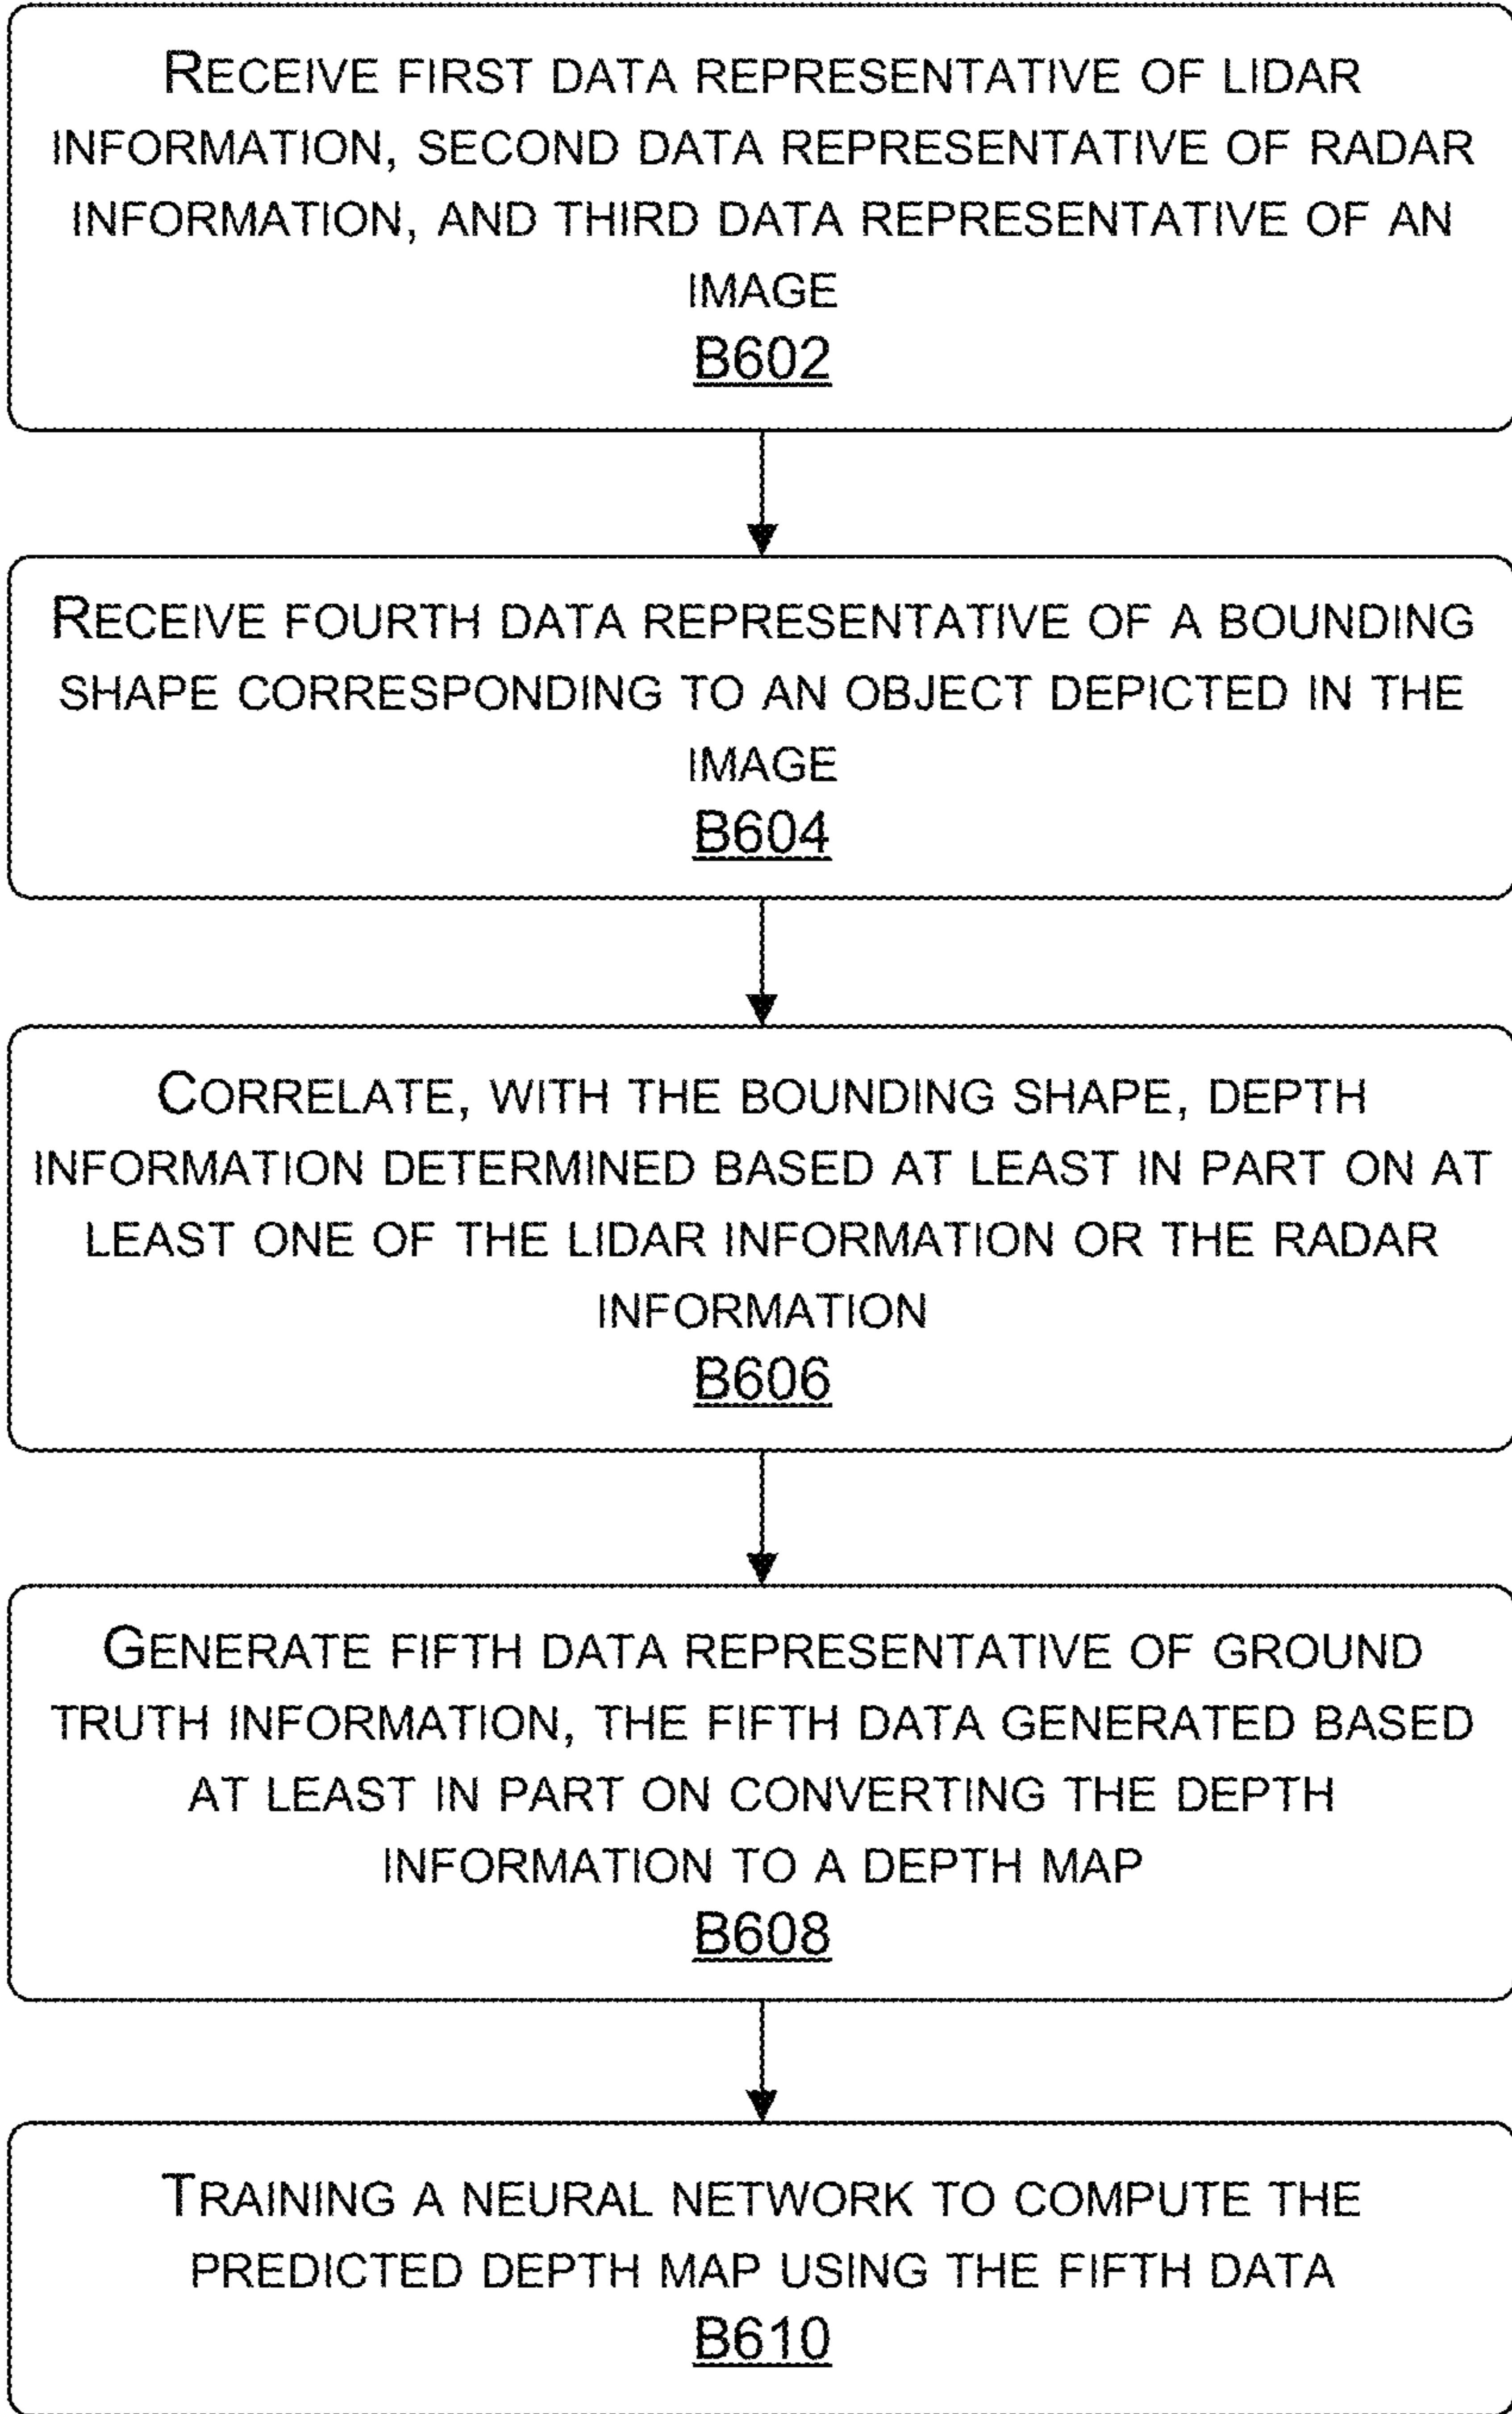 RECEIVE FIRST DATA REPRESENTATIVE OF LIDAR
INFORMATION, SECOND DATA REPRESENTATIVE OF RADAR
INFORMATION, AND THIRD DATA REPRESENTATIVE OF AN
IMAGE
B602
RECEIVE FOURTH DATA REPRESENTATIVE OF A BOUNDING
SHAPE CORRESPONDING TO AN OBJECT DEPICTED IN THE
IMAGE
B604
CORRELATE, WITH THE BOUNDING SHAPE, DEPTH
INFORMATION DETERMINED BASED AT LEAST IN PART ON AT
LEAST ONE OF THE LIDAR INFORMATION OR THE RADAR
INFORMATION
B606
GENERATE FIFTH DATA REPRESENTATIVE OF GROUND
TRUTH INFORMATION, THE FIFTH DATA GENERATED BASED
AT LEAST IN PART ON CONVERTING THE DEPTH
INFORMATION TO A DEPTH MAP
B608
TRAINING A NEURAL NETWORK TO COMPUTE THE
PREDICTED DEPTH MAP USING THE FIFTH DATA
B610